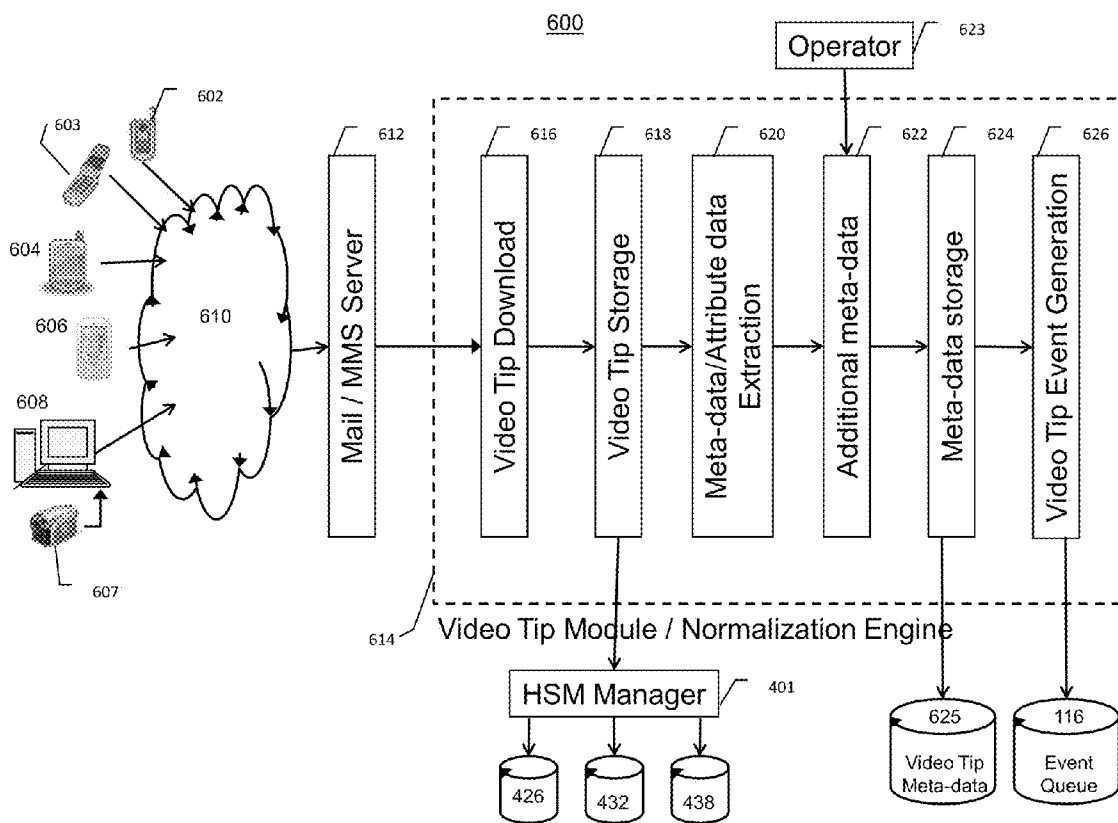 600
Operator
623
602
603
604
606
608
607
610
612
Mail / MMS Server
616
Video Tip Download
618
Video Tip Storage
620
Meta-data/Attribute data
Extraction
622
Additional meta-data
624
Meta-data storage
626
Video Tip Event Generation
614
Video Tip Module / Normalization Engine
HSM Manager
401
426
432
438
625
Video Tip
Meta-data
116
Event
Queue